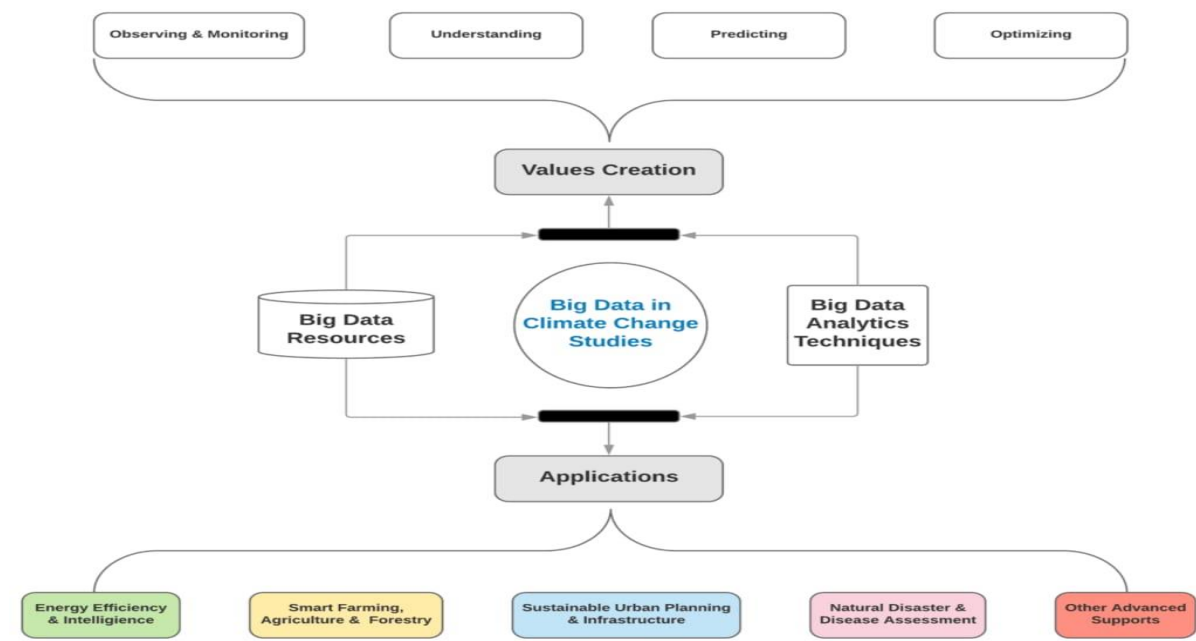 Observing & Monitoring
Understanding
Predicting
Optimizing
Values Creation
Big Data
Resources
Big Data in
Climate Change
Studies
Big Data
Analytics
Techniques
Applications
Energy Efficiency
& Intelligience
Smart Farming,
Agriculture & Forestry
Sustainable Urban Planning
& Infrastructure
Natural Disaster &
Disease Assessment
Other Advanced
Supports